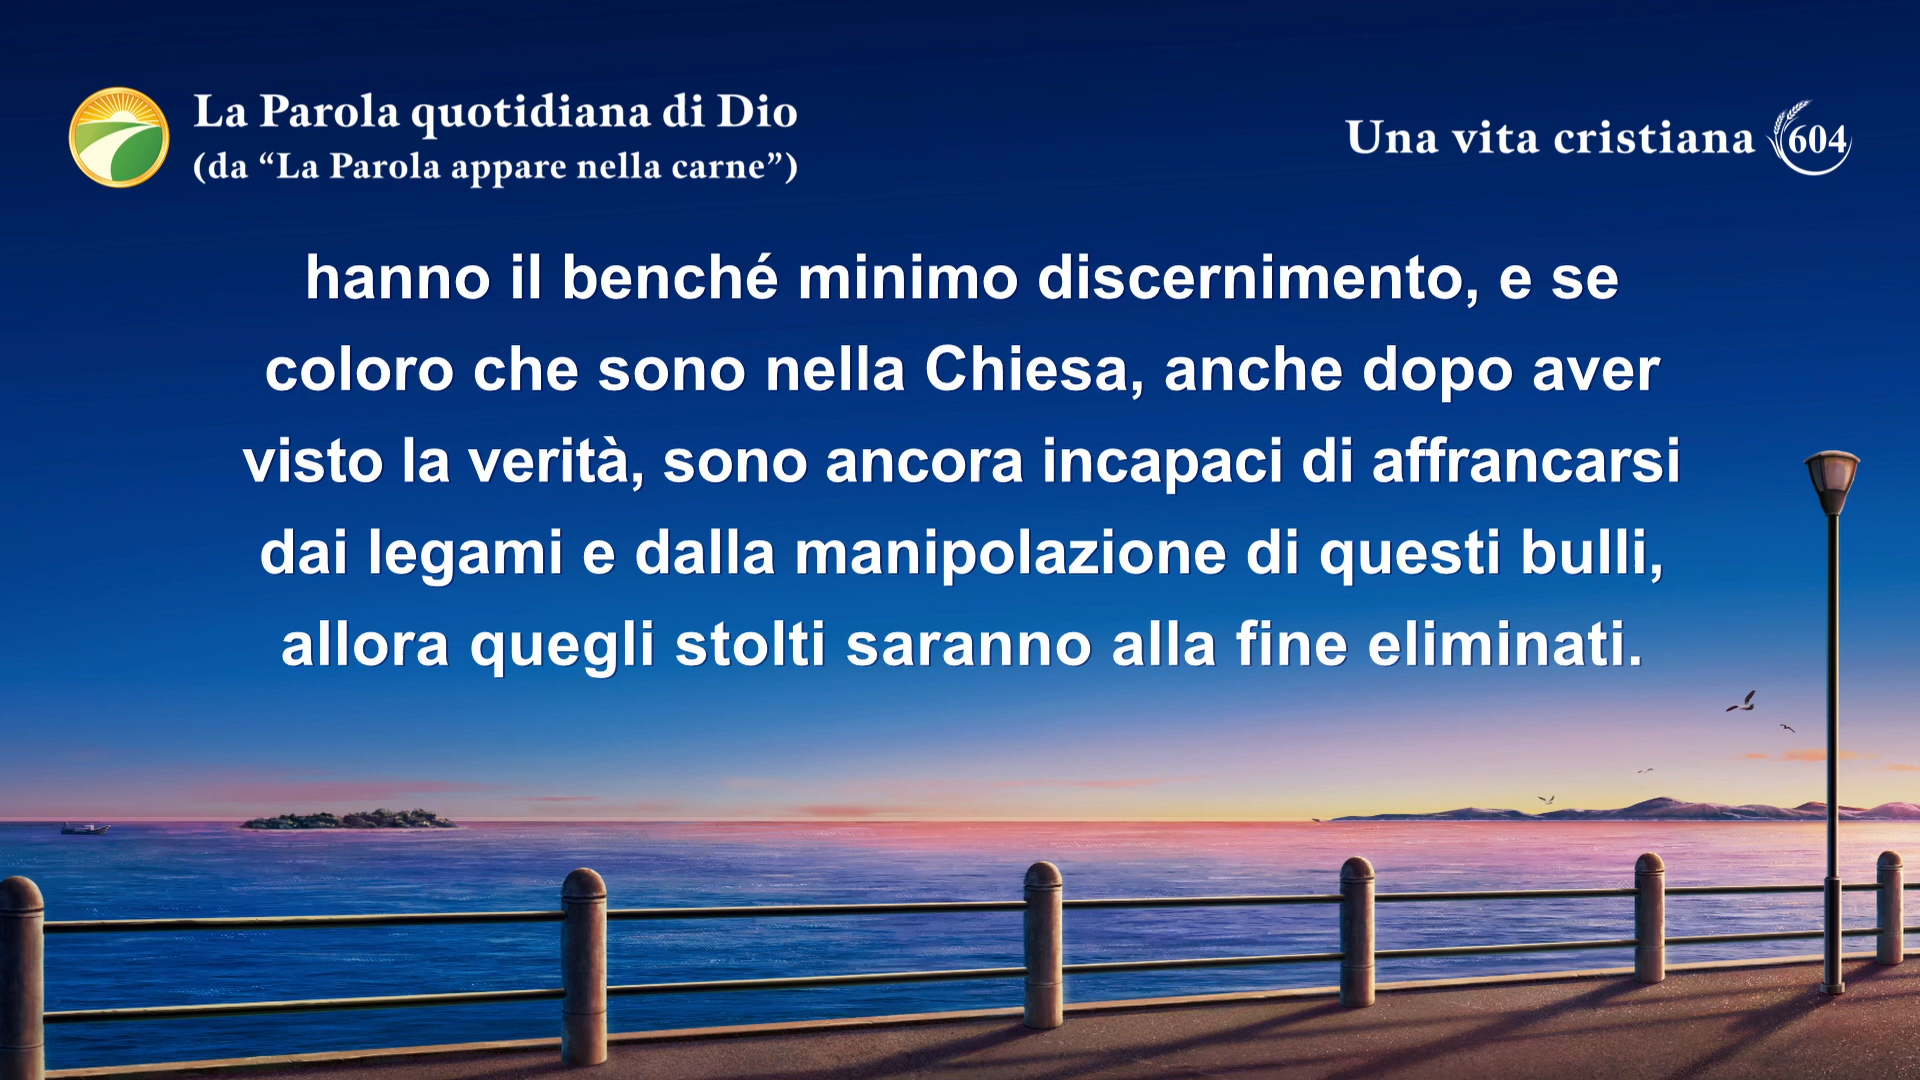 La Parola quotidiana di Dio
(da “La Parola appare nella carne”)
Una vita cristiana 604
hanno il benché minimo discernimento, e se
coloro che sono nella Chiesa, anche dopo aver
visto la verità, sono ancora incapaci di affrancarsi
dai legami e dalla manipolazione di questi bulli,
allora quegli stolti saranno alla fine eliminati.